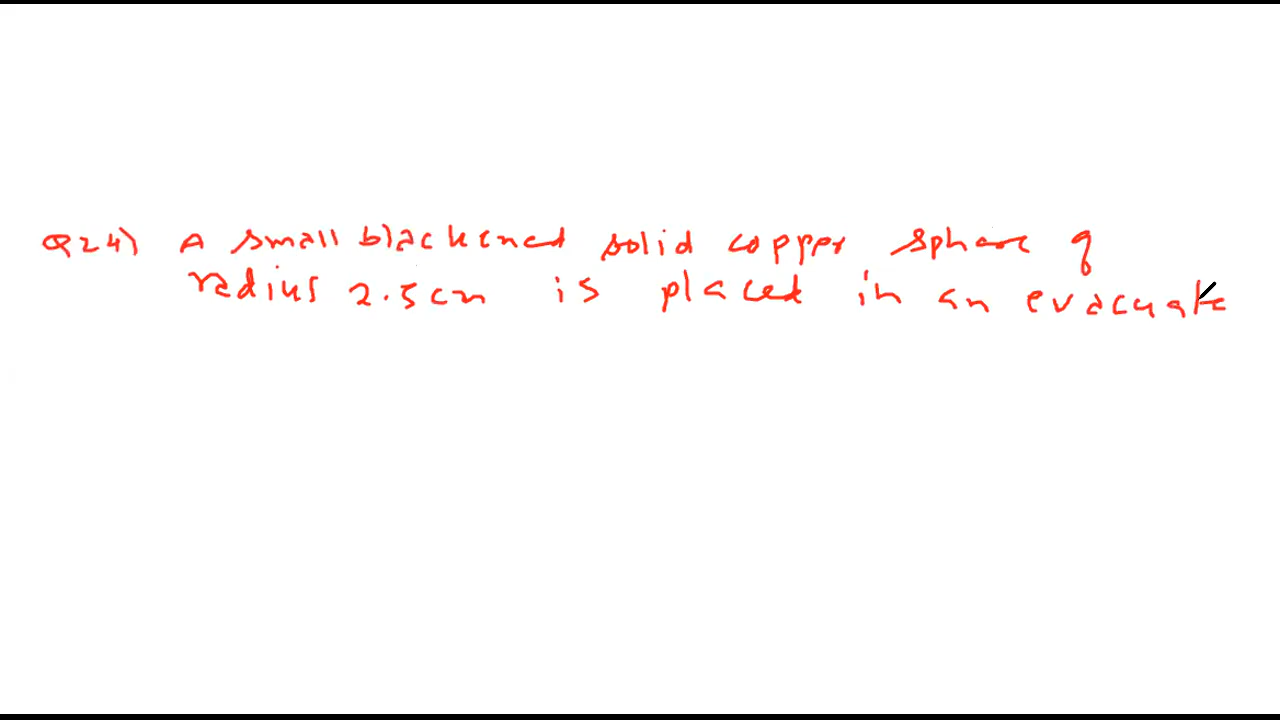 Q24) A small blackened solid copper sphere of
radius 2.5cm is placed in an evacuate